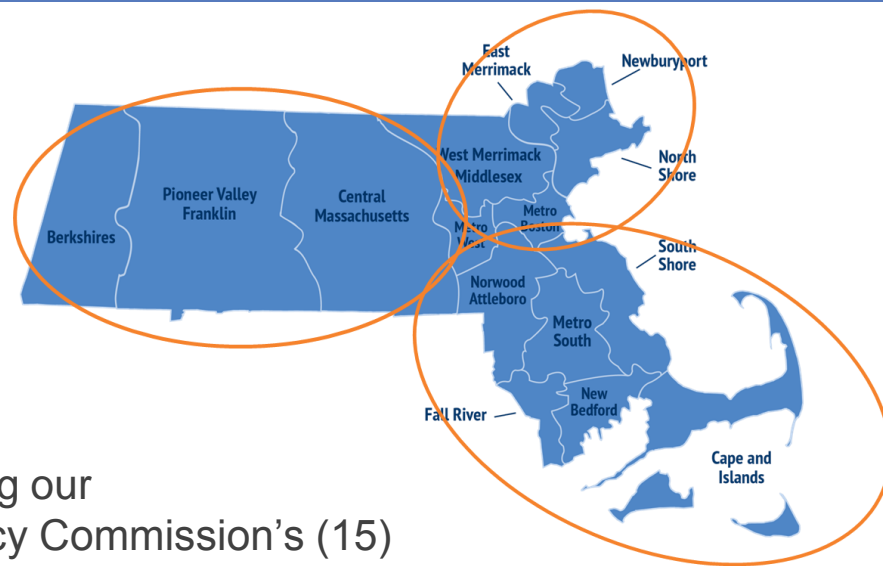 East
Merrimack
Newburyport
West Merrimack
Middlesex
North
Shore
Pioneer Valley
Franklin
Central
Massachusetts
Metro
Boston
Berkshires
Metro
West
South
Shore
Norwood
Attleboro
Metro
South
New
Bedford
Fall River
Cape and
Islands
g our
cy Commission’s (15)